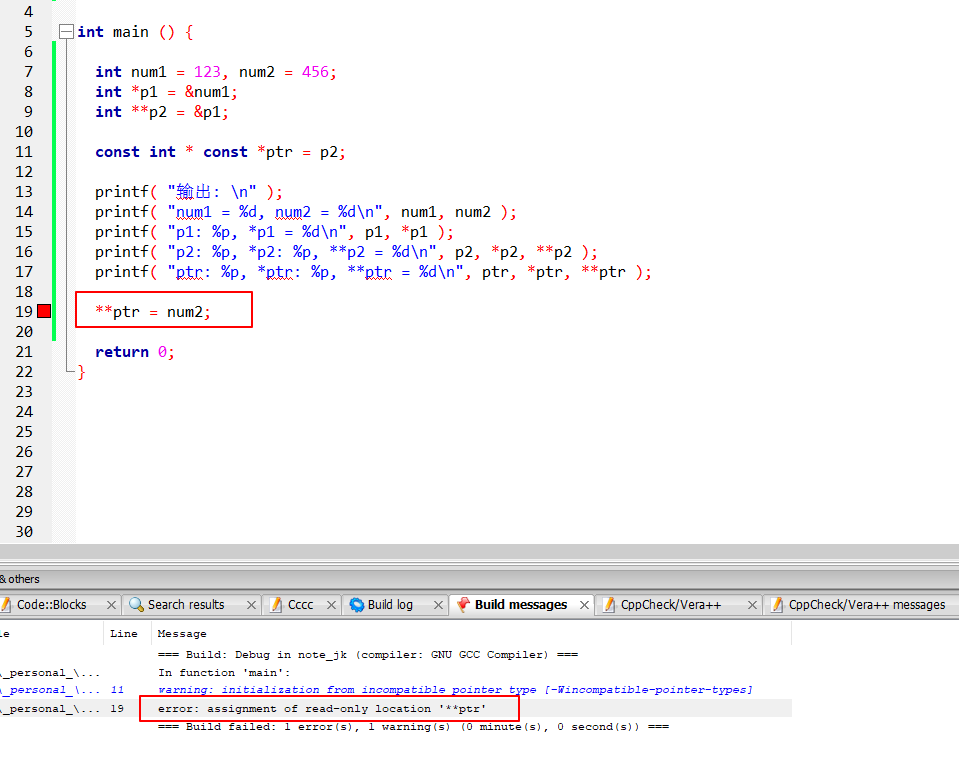 4
5 int main () {
6
7 int num1 = 123, num2 = 456;
8 int *p1 = &num1;
9 int **p2 = &p1;
10
11 const int * const *ptr = p2;
12
13 printf( "输出: \n" );
14 printf( "num1 = %d, num2 = %d\n", num1, num2 );
15 printf( "p1: %p, *p1 = %d\n", p1, *p1 );
16 printf( "p2: %p, *p2: %p, **p2 = %d\n", p2, *p2, **p2 );
17 printf( "ptr: %p, *ptr: %p, **ptr = %d\n", ptr, *ptr, **ptr );
18
19 **ptr = num2;
20
21 return 0;
22 }
23
24
25
26
27
28
29
30
& others
Code::Blocks Search results Cccc Build log Build messages CppCheck/Vera++ CppCheck/Vera++ messages
le Line Message
=== Build: Debug in note_jk (compiler: GNU GCC Compiler) ===
\_personal_\... In function 'main':
\_personal_\... 11 warning: initialization from incompatible pointer type [-Wincompatible-pointer-types]
\_personal_\... 19 error: assignment of read-only location '**ptr'
=== Build failed: 1 error(s), 1 warning(s) (0 minute(s), 0 second(s)) ===